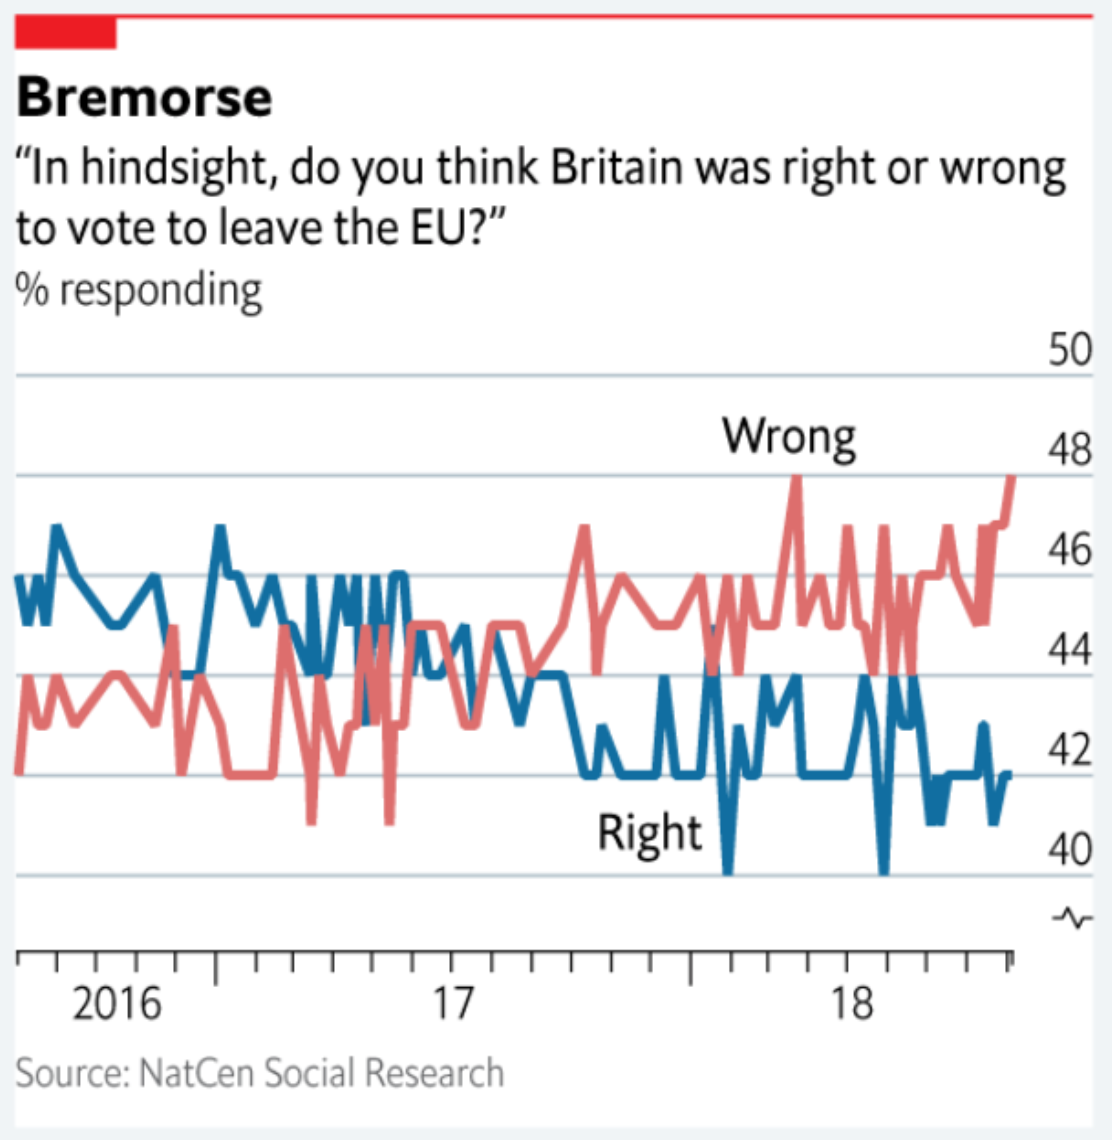 Bremorse
“In hindsight, do you think Britain was right or wrong
to vote to leave the EU?”
% responding
50
Wrong
48
46
44
42
Right
40
2016 17 18
Source: NatCen Social Research